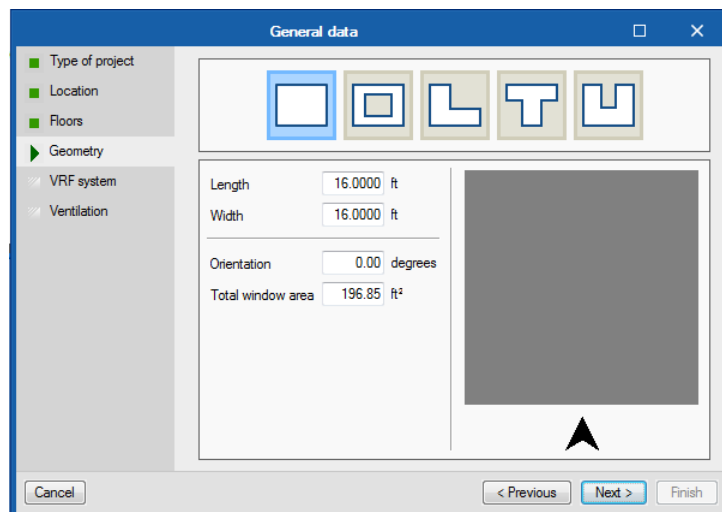 General data
Type of project
Location
Floors
Geometry
VRF system
Ventilation
Length 16.0000 ft
Width 16.0000 ft
Orientation 0.00 degrees
Total window area 196.85 ft²
Cancel
< Previous
Next >
Finish